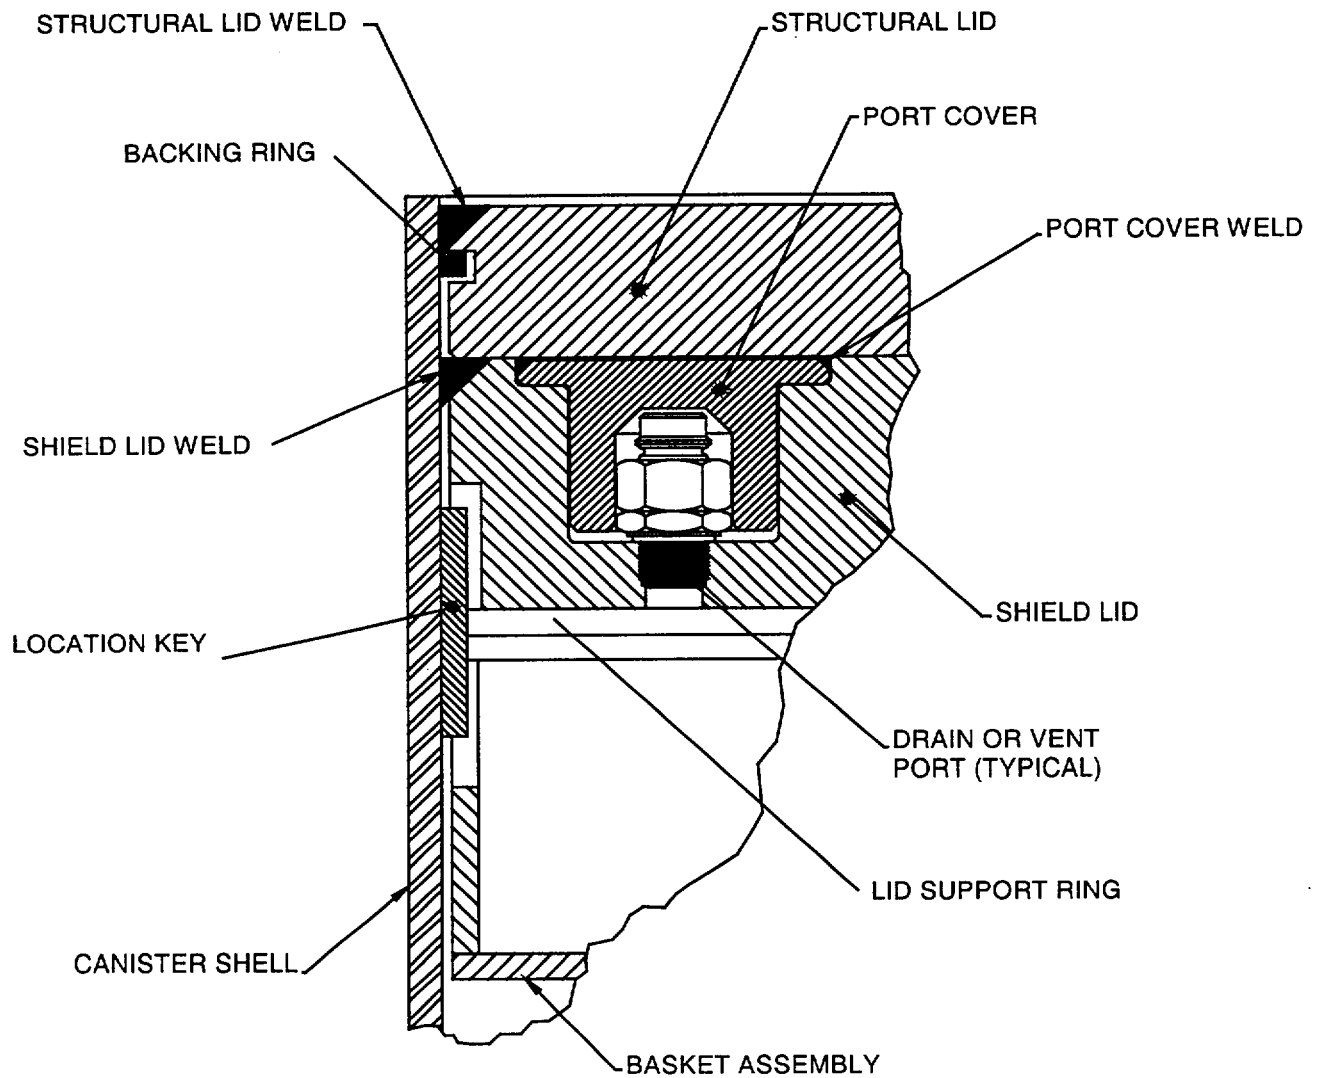 STRUCTURAL LID WELD
STRUCTURAL LID
PORT COVER
BACKING RING
PORT COVER WELD
SHIELD LID WELD
SHIELD LID
LOCATION KEY
DRAIN OR VENT
PORT (TYPICAL)
LID SUPPORT RING
CANISTER SHELL
BASKET ASSEMBLY